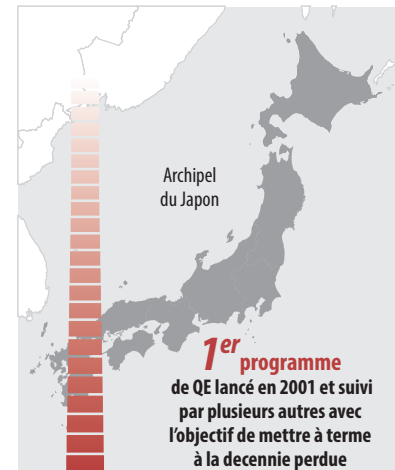 Archipel
du Japon
1er programme
de QE lancé en 2001 et suivi
par plusieurs autres avec
l'objectif de mettre à terme
à la decennie perdue